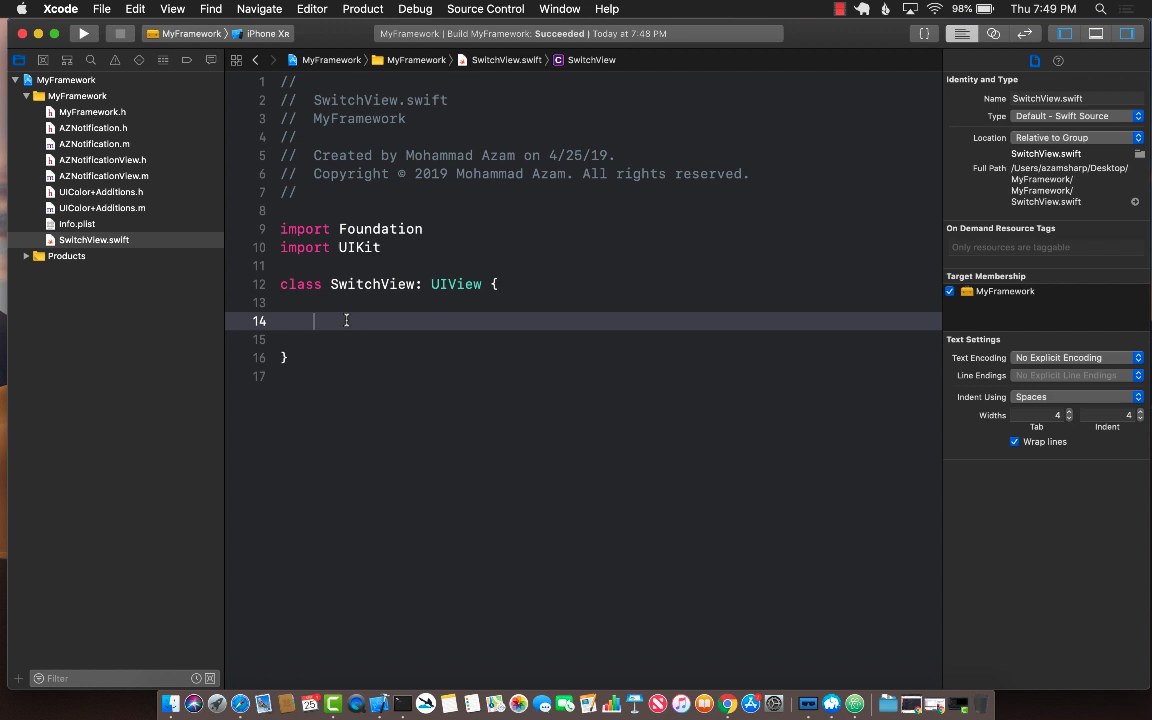 Xcode File Edit View Find Navigate Editor Product Debug Source Control Window Help 98% Thu 7:49 PM
MyFramework 〉 iPhone XR
MyFramework | Build MyFramework: Succeeded | Today at 7:48 PM
{ }
MyFramework 〉 MyFramework 〉 SwitchView.swift 〉 C SwitchView
MyFramework
MyFramework
h MyFramework.h
h AZNotification.h
m AZNotification.m
h AZNotificationView.h
m AZNotificationView.m
h UIColor+Additions.h
m UIColor+Additions.m
Info.plist
SwitchView.swift
Products
Filter
1 //
2 // SwitchView.swift
3 // MyFramework
4 //
5 // Created by Mohammad Azam on 4/25/19.
6 // Copyright © 2019 Mohammad Azam. All rights reserved.
7 //
8
9 import Foundation
10 import UIKit
11
12 class SwitchView: UIView {
13
14
15
16 }
17
Identity and Type
Name SwitchView.swift
Type Default - Swift Source
Location Relative to Group
SwitchView.swift
Full Path /Users/azamsharp/Desktop/
MyFramework/
MyFramework/
SwitchView.swift
On Demand Resource Tags
Only resources are taggable
Target Membership
MyFramework
Text Settings
Text Encoding No Explicit Encoding
Line Endings No Explicit Line Endings
Indent Using Spaces
Widths 4 4
Tab Indent
Wrap lines
25